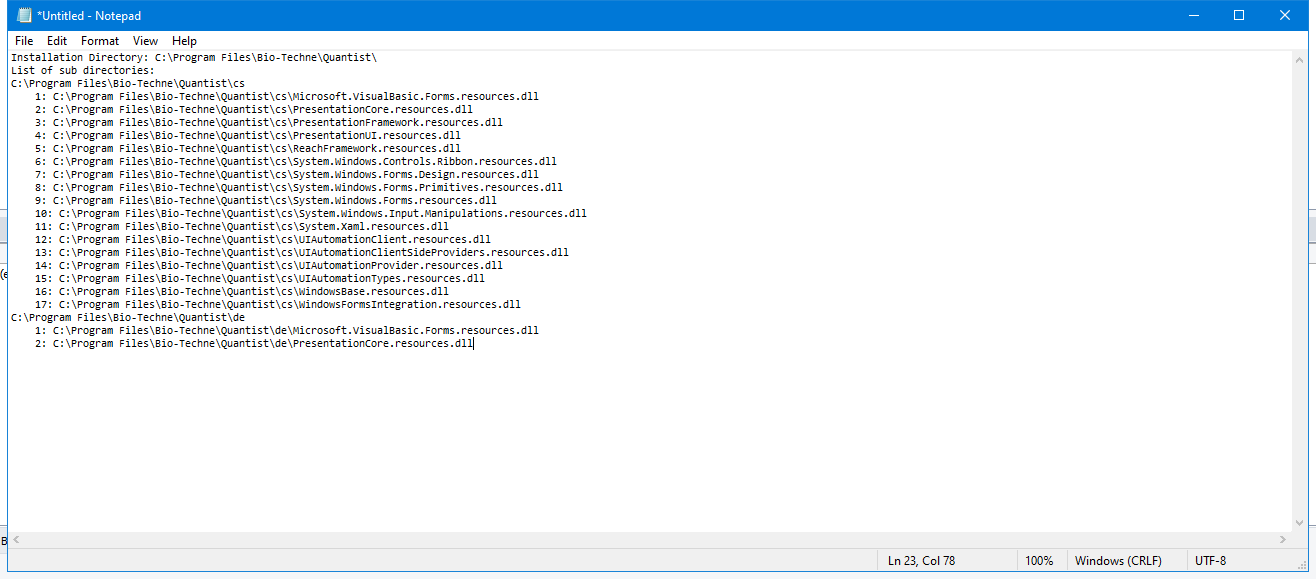 *Untitled - Notepad
File Edit Format View Help
Installation Directory: C:\Program Files\Bio-Techne\Quantist\
List of sub directories:
C:\Program Files\Bio-Techne\Quantist\cs
1: C:\Program Files\Bio-Techne\Quantist\cs\Microsoft.VisualBasic.Forms.resources.dll
2: C:\Program Files\Bio-Techne\Quantist\cs\PresentationCore.resources.dll
3: C:\Program Files\Bio-Techne\Quantist\cs\PresentationFramework.resources.dll
4: C:\Program Files\Bio-Techne\Quantist\cs\PresentationUI.resources.dll
5: C:\Program Files\Bio-Techne\Quantist\cs\ReachFramework.resources.dll
6: C:\Program Files\Bio-Techne\Quantist\cs\System.Windows.Controls.Ribbon.resources.dll
7: C:\Program Files\Bio-Techne\Quantist\cs\System.Windows.Forms.Design.resources.dll
8: C:\Program Files\Bio-Techne\Quantist\cs\System.Windows.Forms.Primitives.resources.dll
9: C:\Program Files\Bio-Techne\Quantist\cs\System.Windows.Forms.resources.dll
10: C:\Program Files\Bio-Techne\Quantist\cs\System.Windows.Input.Manipulations.resources.dll
11: C:\Program Files\Bio-Techne\Quantist\cs\System.Xaml.resources.dll
12: C:\Program Files\Bio-Techne\Quantist\cs\UIAutomationClient.resources.dll
13: C:\Program Files\Bio-Techne\Quantist\cs\UIAutomationClientSideProviders.resources.dll
14: C:\Program Files\Bio-Techne\Quantist\cs\UIAutomationProvider.resources.dll
15: C:\Program Files\Bio-Techne\Quantist\cs\UIAutomationTypes.resources.dll
16: C:\Program Files\Bio-Techne\Quantist\cs\WindowsBase.resources.dll
17: C:\Program Files\Bio-Techne\Quantist\cs\WindowsFormsIntegration.resources.dll
C:\Program Files\Bio-Techne\Quantist\de
1: C:\Program Files\Bio-Techne\Quantist\de\Microsoft.VisualBasic.Forms.resources.dll
2: C:\Program Files\Bio-Techne\Quantist\de\PresentationCore.resources.dll
Ln 23, Col 78 100% Windows (CRLF) UTF-8